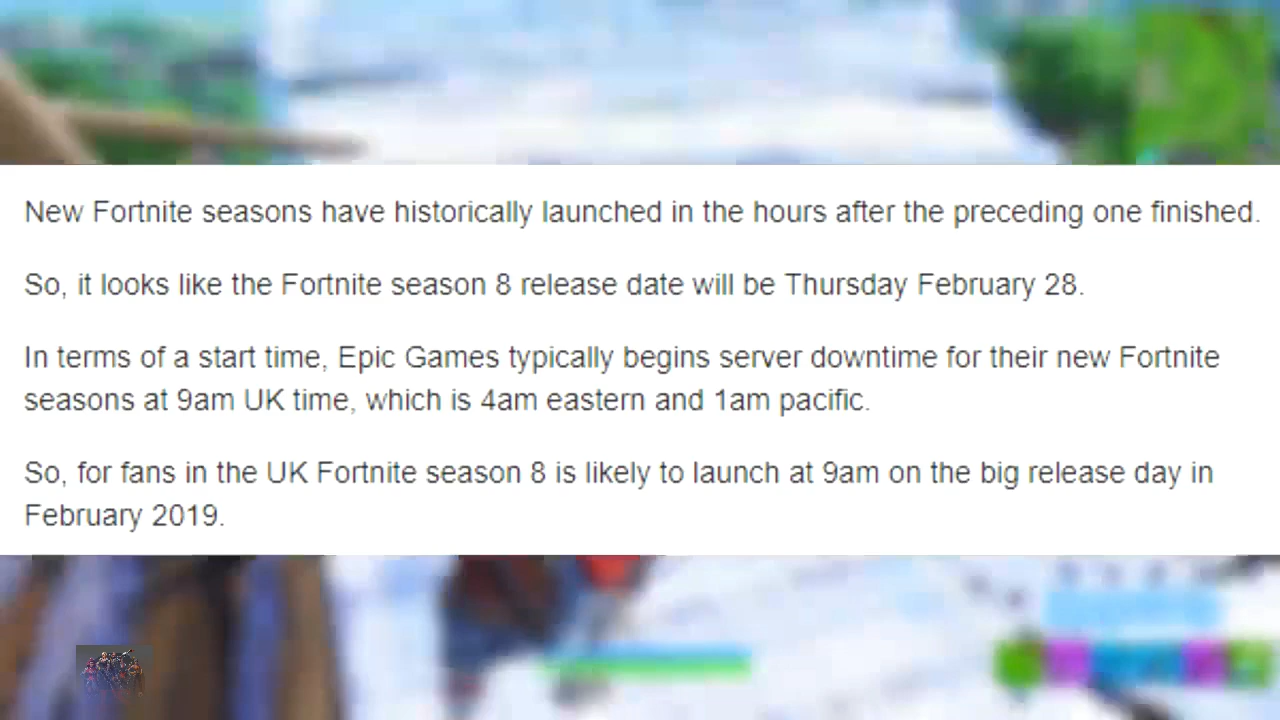 New Fortnite seasons have historically launched in the hours after the preceding one finished.
So, it looks like the Fortnite season 8 release date will be Thursday February 28.
In terms of a start time, Epic Games typically begins server downtime for their new Fortnite
seasons at 9am UK time, which is 4am eastern and 1am pacific.
So, for fans in the UK Fortnite season 8 is likely to launch at 9am on the big release day in
February 2019.